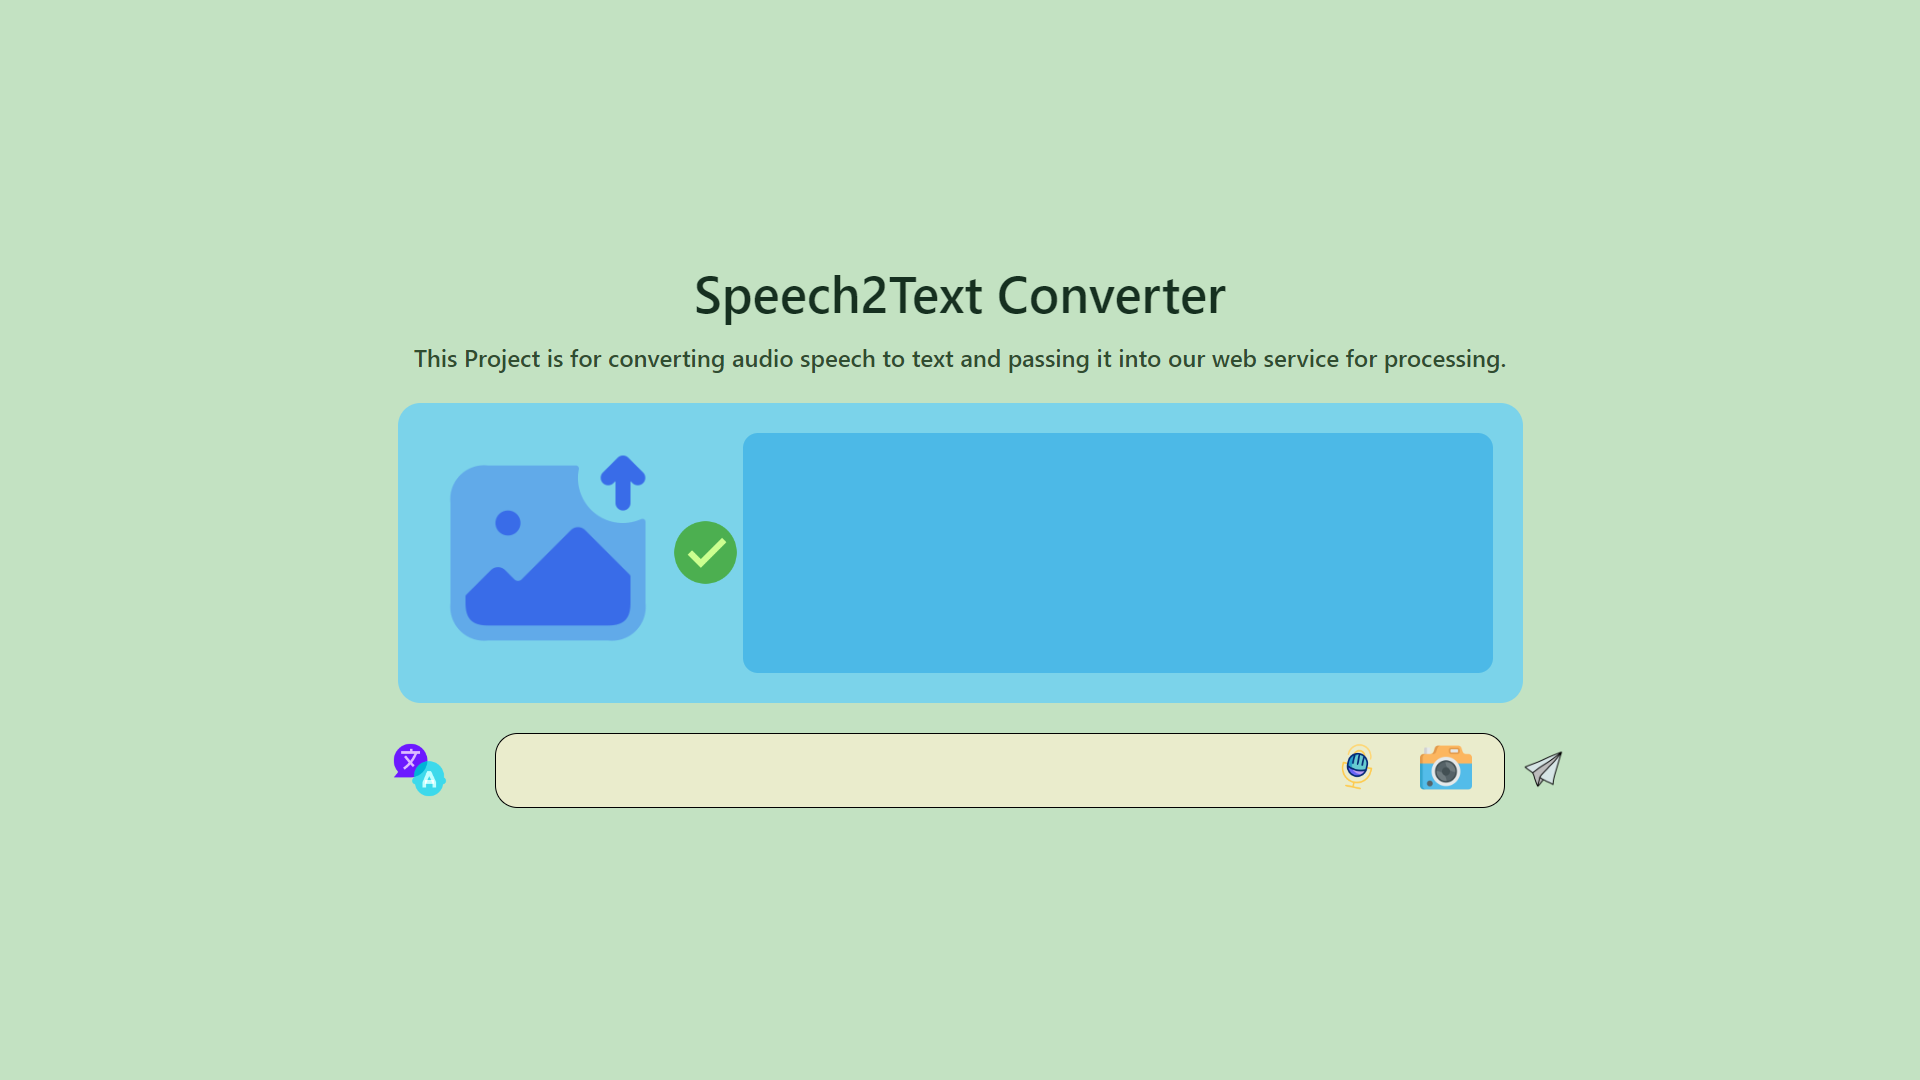 Speech2Text Converter
This Project is for converting audio speech to text and passing it into our web service for processing.
文
A